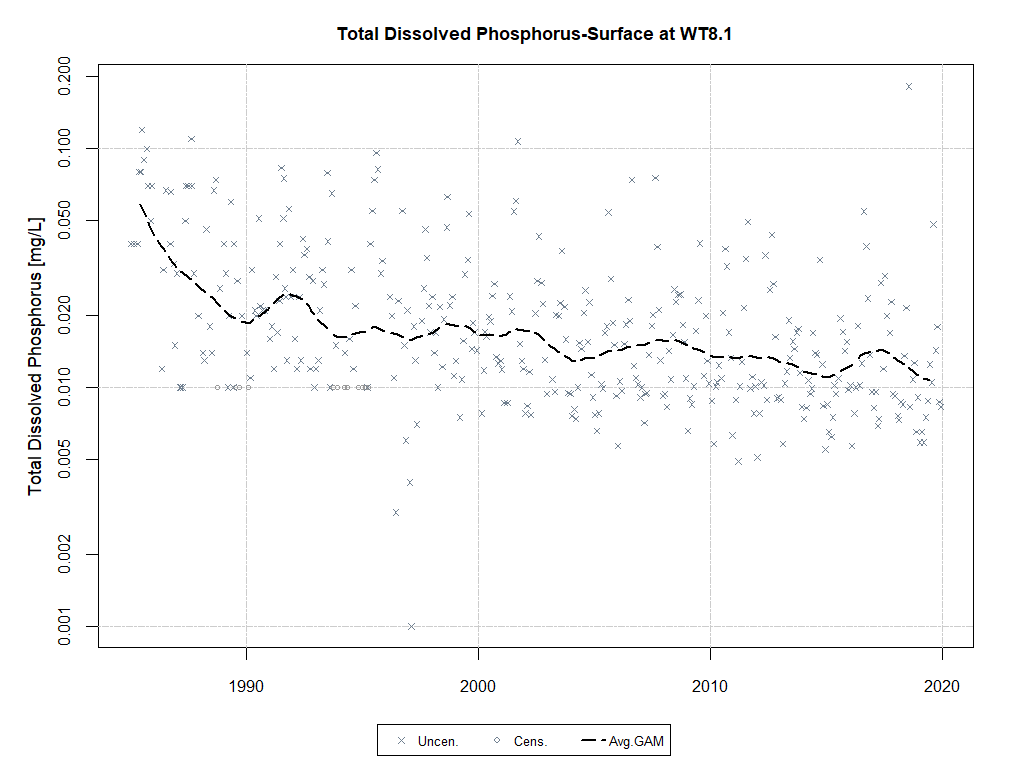 Total Dissolved Phosphorus-Surface at WT8.1
Total Dissolved Phosphorus [mg/L]
0.200
0.100
0.050
0.020
0.010
0.005
0.002
0.001
1990 2000 2010 2020
Uncen. Cens. Avg.GAM